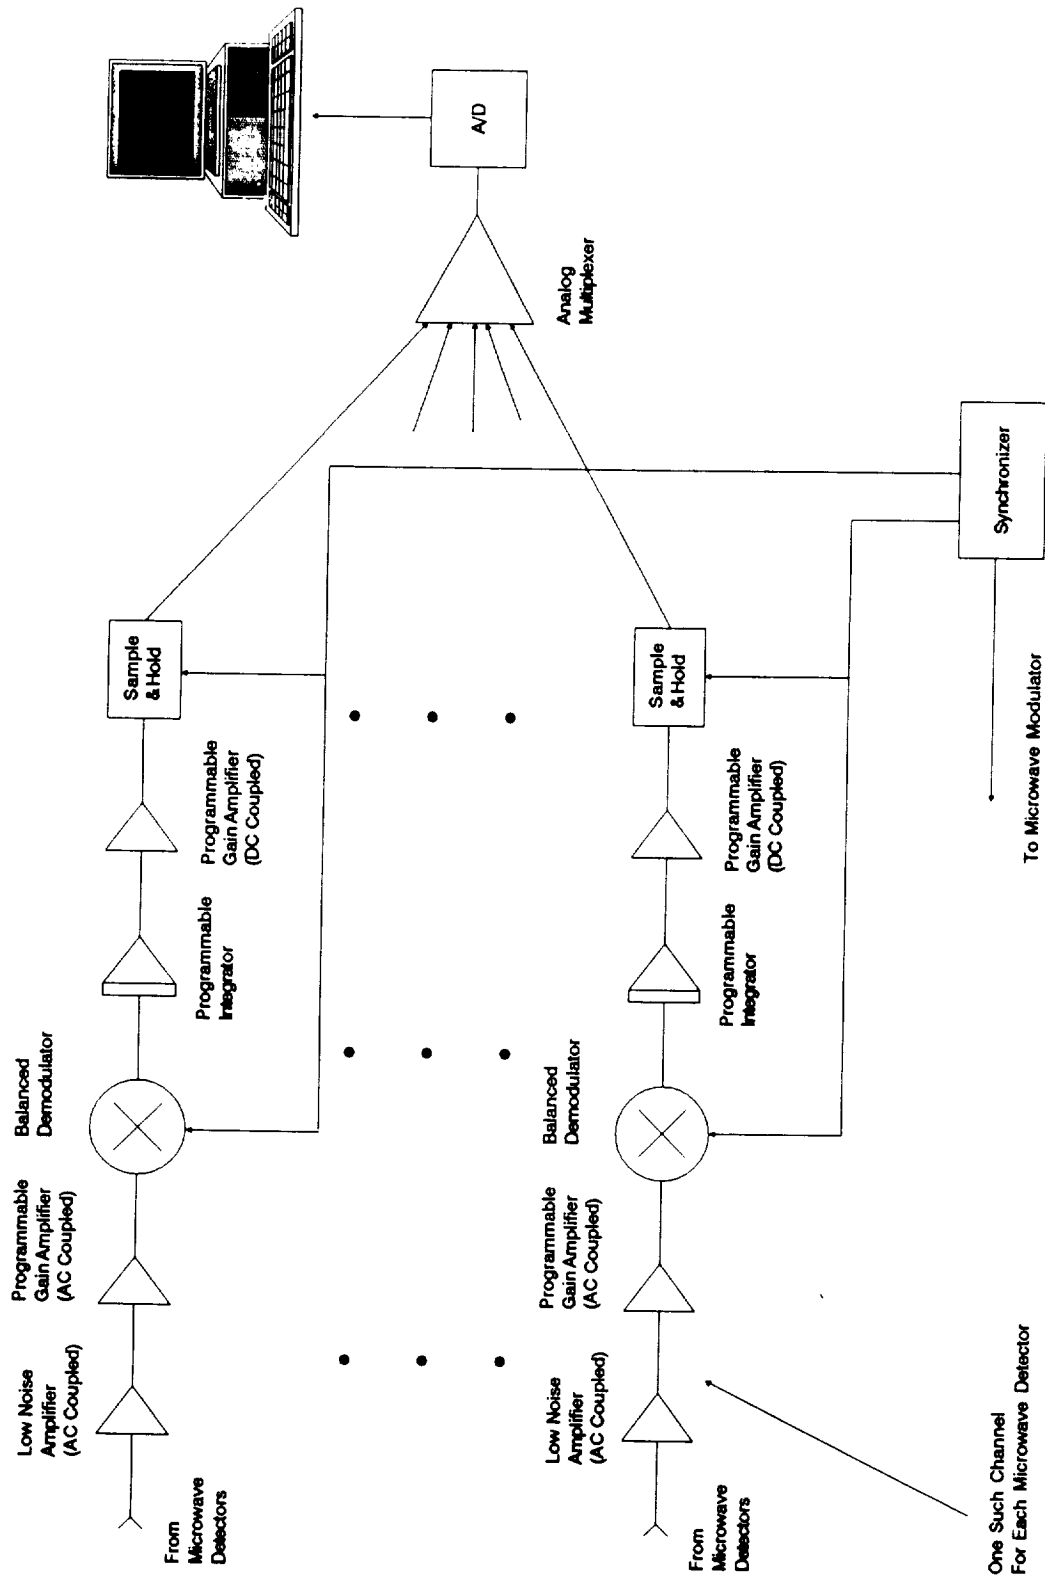 Low Noise
Amplifier
(AC Coupled)
Programmable
Gain Amplifier
(AC Coupled)
Balanced
Demodulator
From
Microwave
Detectors
Programmable
Integrator
Programmable
Gain Amplifier
(DC Coupled)
Sample
& Hold
A/D
Analog
Multiplexer
Low Noise
Amplifier
(AC Coupled)
Programmable
Gain Amplifier
(AC Coupled)
Balanced
Demodulator
From
Microwave
Detectors
Programmable
Integrator
Programmable
Gain Amplifier
(DC Coupled)
Sample
& Hold
Synchronizer
One Such Channel
For Each Microwave Detector
To Microwave Modulator